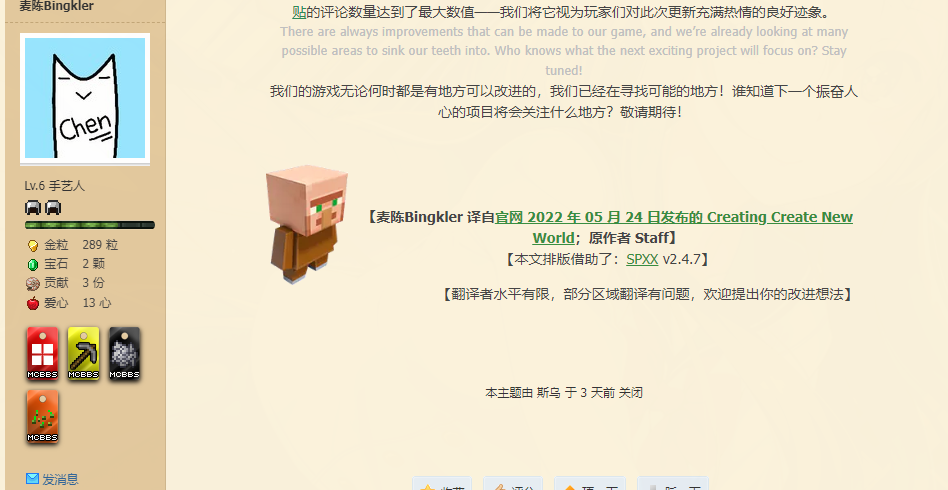 麦陈Bingkler
Chen
Lv.6 手艺人
金粒 289 粒
宝石 2 颗
贡献 3 份
爱心 13 心
MCBBS
MCBBS
MCBBS
MCBBS
发消息
贴的评论数量达到了最大数值——我们将它视为玩家们对此次更新充满热情的良好迹象。
There are always improvements that can be made to our game, and we’re already looking at many
possible areas to sink our teeth into. Who knows what the next exciting project will focus on? Stay
tuned!
我们的游戏无论何时都是有地方可以改进的，我们已经在寻找可能的地方！谁知道下一个振奋人
心的项目将会关注什么地方？敬请期待！
【麦陈Bingkler 译自官网 2022 年 05 月 24 日发布的 Creating Create New
World；原作者 Staff】
【本文排版借助了：SPXX v2.4.7】
【翻译者水平有限，部分区域翻译有问题，欢迎提出你的改进想法】
本主题由 斯乌 于 3 天前 关闭